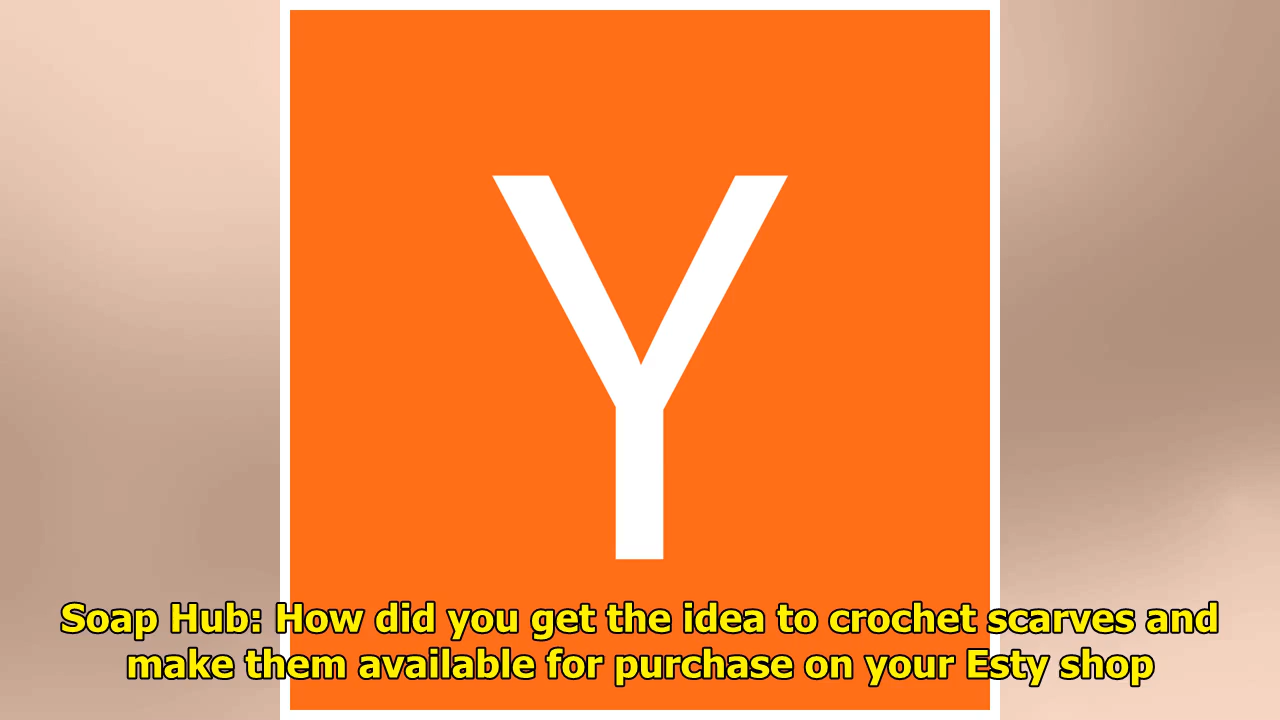 Y
Soap Hub: How did you get the idea to crochet scarves and
make them available for purchase on your Esty shop